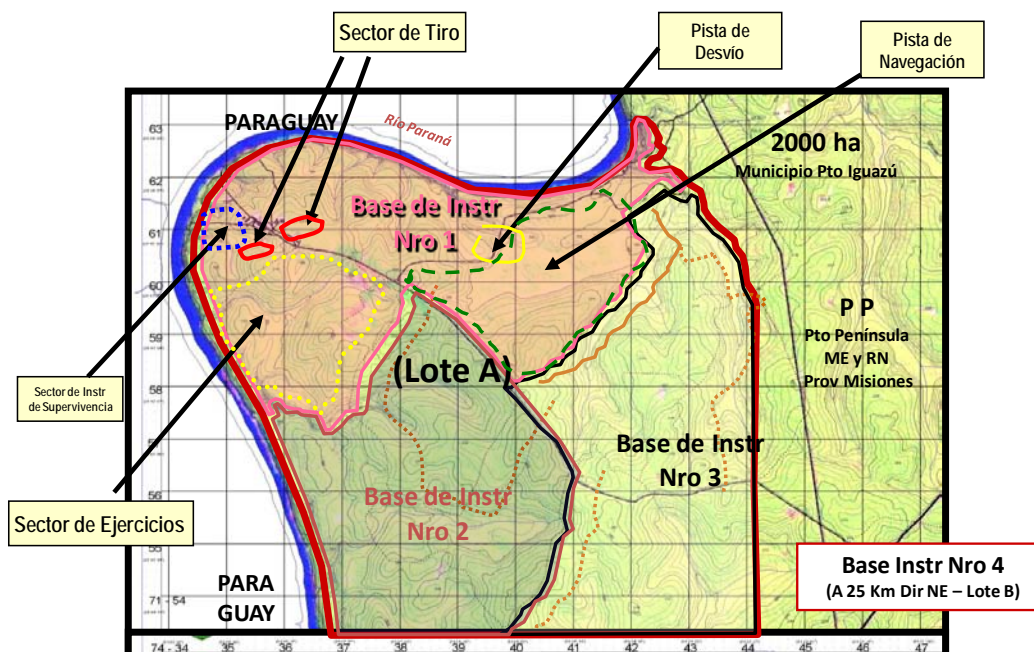 Sector de Tiro
Pista de
Desvío
Pista de
Navegación
PARAGUAY
Río Paraná
2000 ha
Municipio Pto Iguazú
Base de Instr
Nro 1
P P
Pto Península
ME y RN
Prov Misiones
(Lote A)
Sector de Instr
de Supervivencia
Base de Instr
Nro 3
Base de Instr
Nro 2
Sector de Ejercicios
Base Instr Nro 4
(A 25 Km Dir NE – Lote B)
PARA
GUAY
63
62
61
60
59
58
56
55
71 - 54
74 - 34
35
36
37
38
39
40
41
42
43
44
45
46
47